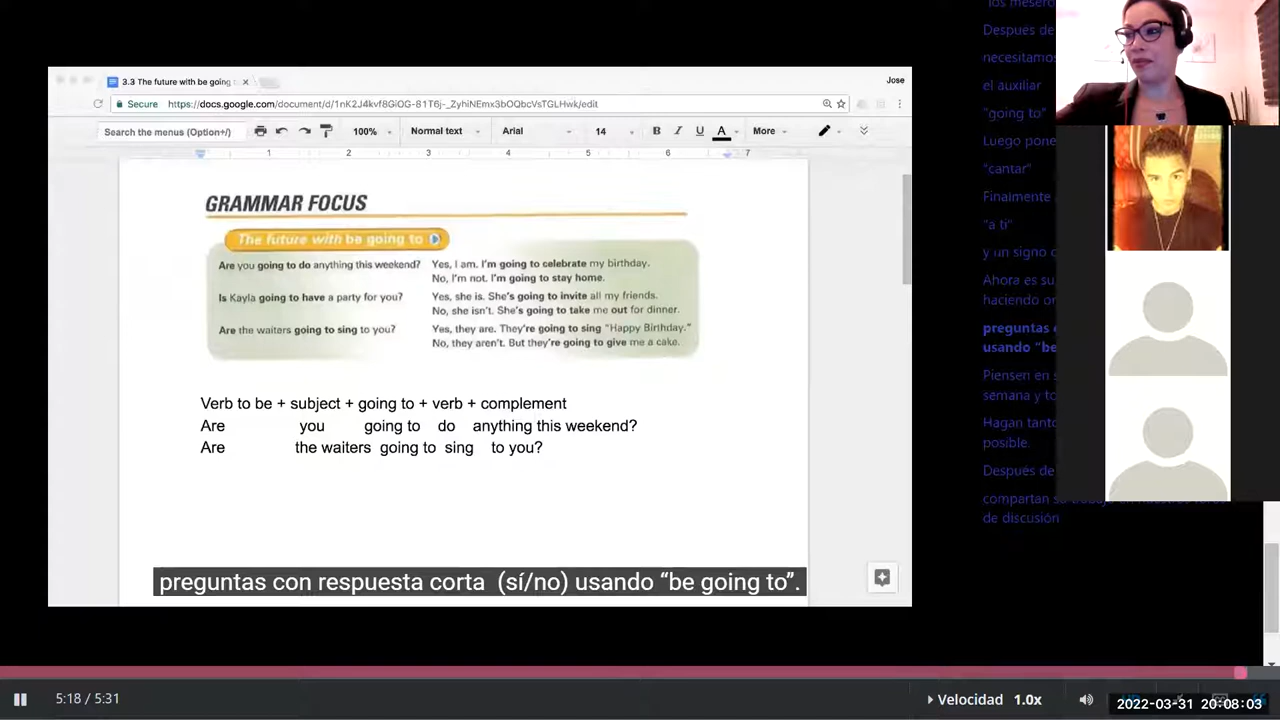 3.3 The future with be going
Jose
Secure https://docs.google.com/document/d/1nK2J4kvf8GiOG-81T6j-_ZyhiNEmx3bOQbcVsTGLHwk/edit
Search the menus (Option+/) 100% Normal text Arial 14 B I U A More
1 2 3 4 5 6 7
GRAMMAR FOCUS
The future with be going to
Are you going to do anything this weekend? Yes, I am. I'm going to celebrate my birthday.
No, I'm not. I'm going to stay home.
Is Kayla going to have a party for you? Yes, she is. She's going to invite all my friends.
No, she isn't. She's going to take me out for dinner.
Are the waiters going to sing to you? Yes, they are. They're going to sing "Happy Birthday."
No, they aren't. But they're going to give me a cake.
Verb to be + subject + going to + verb + complement
Are you going to do anything this weekend?
Are the waiters going to sing to you?
preguntas con respuesta corta (sí/no) usando “be going to”.
Después de
necesitamos
el auxiliar
"going to"
Luego pone
"cantar"
Finalmente
"a ti"
y un signo
Ahora es su
haciendo
preguntas
usando "be
Piensen en
semana y
Hagan
posible.
Después de
compartan
de discusión
5:18 / 5:31
Velocidad 1.0x
2022-03-31 20:08:03